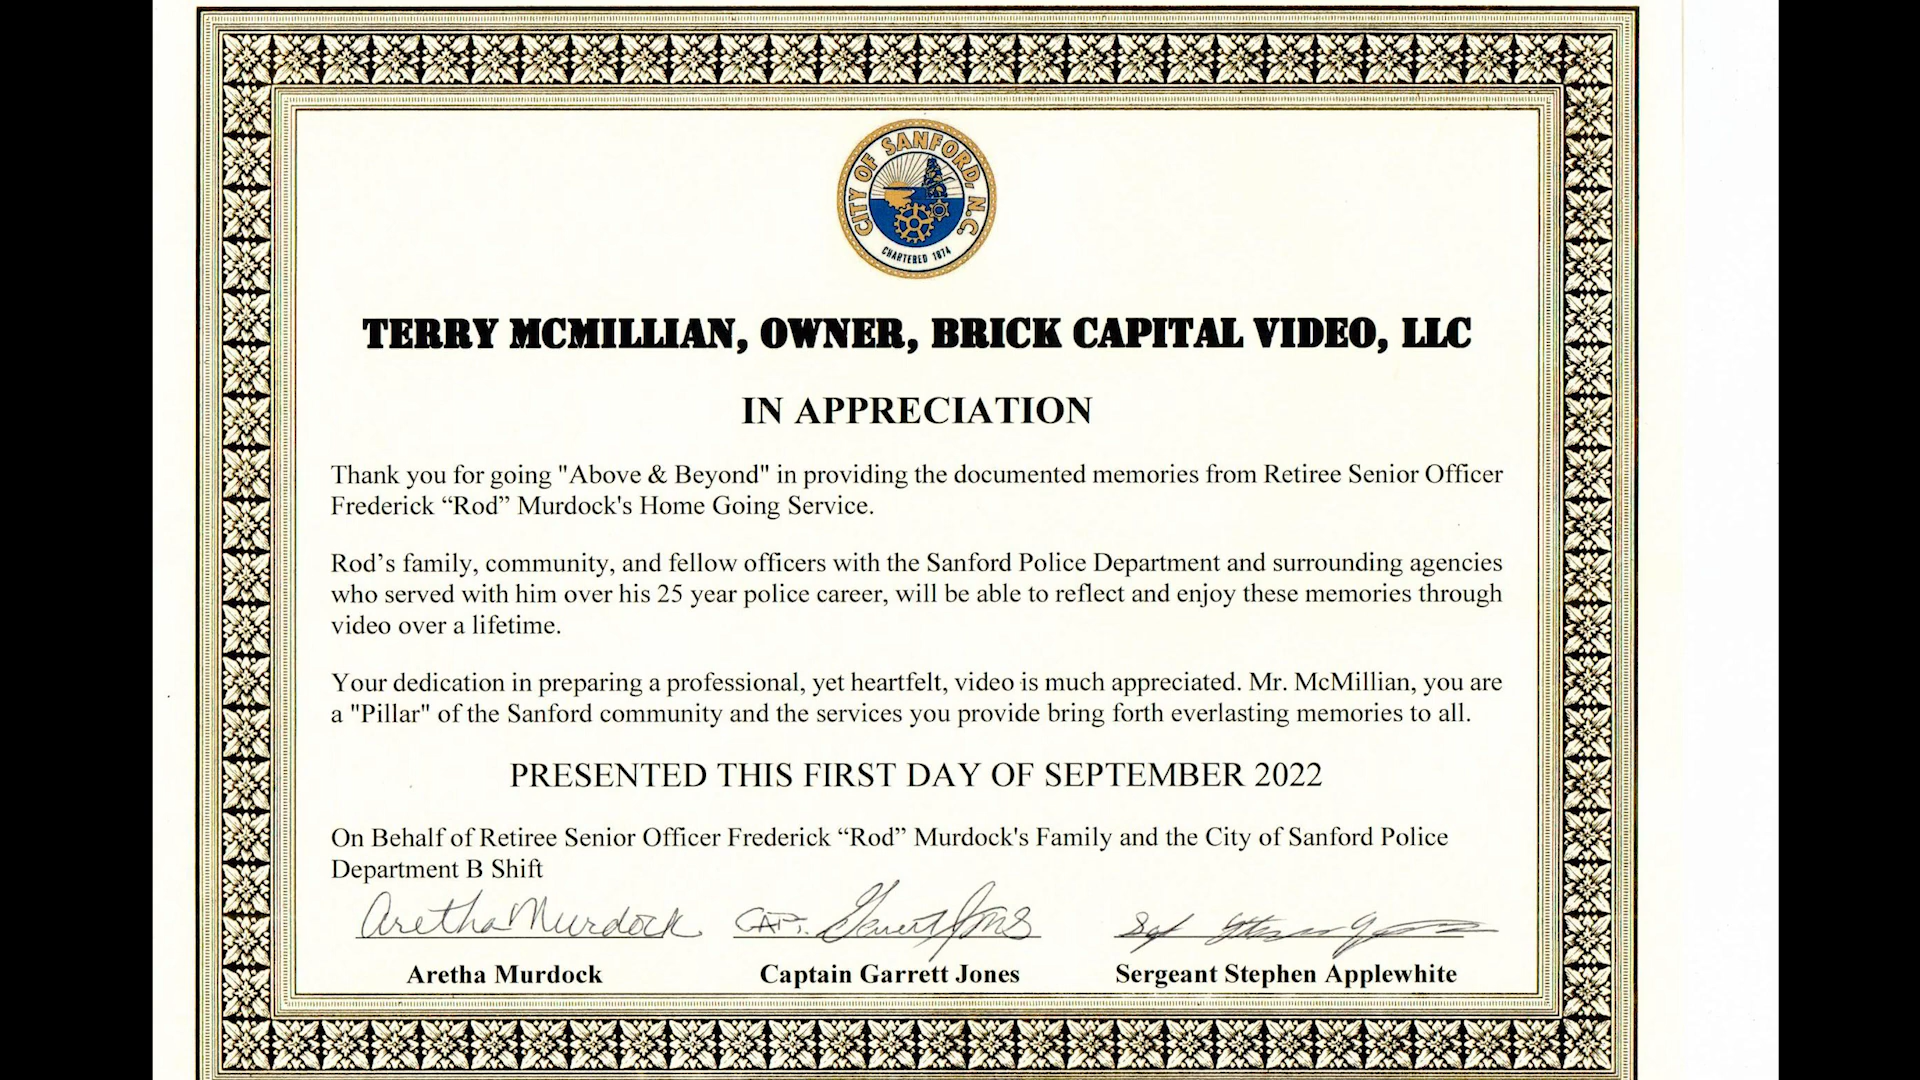 CITY OF SANFORD, N.C.
CHARTERED 1874
TERRY MCMILLIAN, OWNER, BRICK CAPITAL VIDEO, LLC
IN APPRECIATION
Thank you for going "Above & Beyond" in providing the documented memories from Retiree Senior Officer
Frederick “Rod” Murdock's Home Going Service.
Rod’s family, community, and fellow officers with the Sanford Police Department and surrounding agencies
who served with him over his 25 year police career, will be able to reflect and enjoy these memories through
video over a lifetime.
Your dedication in preparing a professional, yet heartfelt, video is much appreciated. Mr. McMillian, you are
a "Pillar" of the Sanford community and the services you provide bring forth everlasting memories to all.
PRESENTED THIS FIRST DAY OF SEPTEMBER 2022
On Behalf of Retiree Senior Officer Frederick “Rod” Murdock's Family and the City of Sanford Police
Department B Shift
Aretha Murdock CAPT. Garrett Jones Sgt
Aretha Murdock Captain Garrett Jones Sergeant Stephen Applewhite